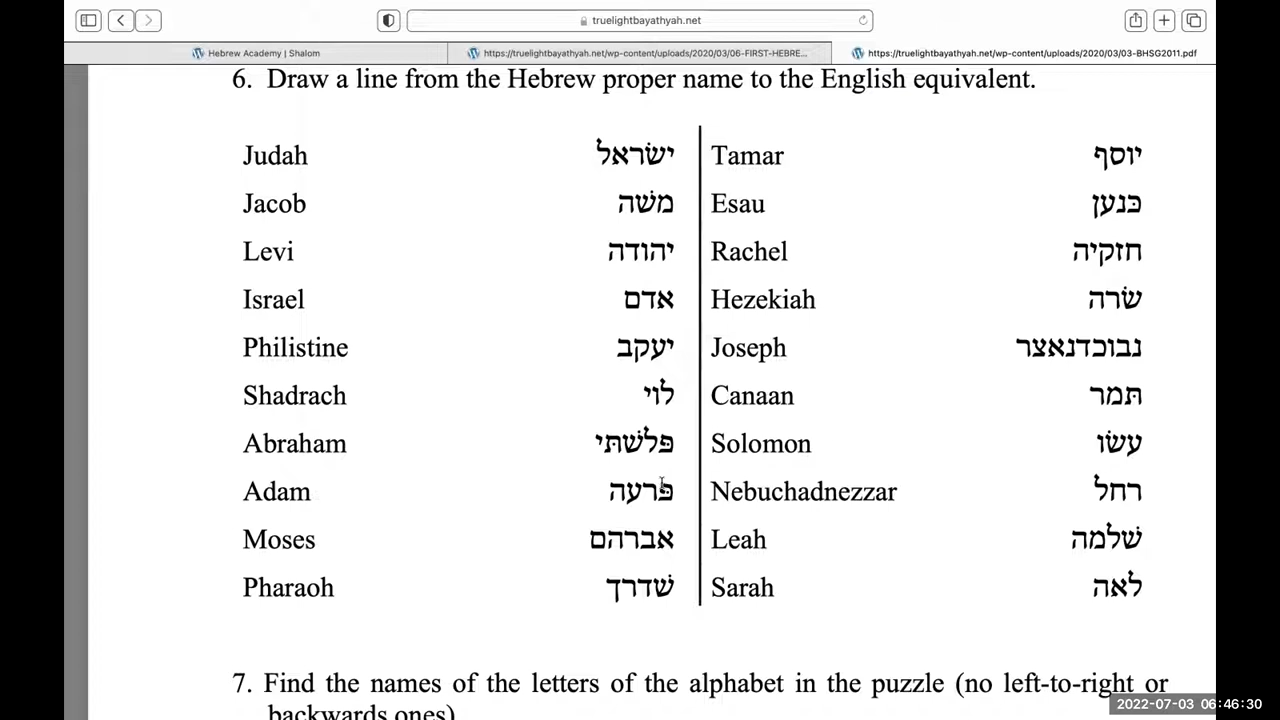 truelightbayathyah.net
Hebrew Academy | Shalom
https://truelightbayathyah.net/wp-content/uploads/2020/03/06-FIRST-HEBRE...
https://truelightbayathyah.net/wp-content/uploads/2020/03/03-BHSG2011.pdf
6. Draw a line from the Hebrew proper name to the English equivalent.
Judah ישׂראל Tamar יוסף
Jacob משׁה Esau כּנען
Levi יהודה Rachel חזקיה
Israel אדם Hezekiah שׂרה
Philistine יעקב Joseph נבוכדנאצר
Shadrach לוי Canaan תּמר
Abraham פּלשׁתּי Solomon עשׂו
Adam פּרעה Nebuchadnezzar רחל
Moses אברהם Leah שׁלמה
Pharaoh שׁדרך Sarah לאה
7. Find the names of the letters of the alphabet in the puzzle (no left-to-right or
backwards ones)
2022-07-03 06:46:30